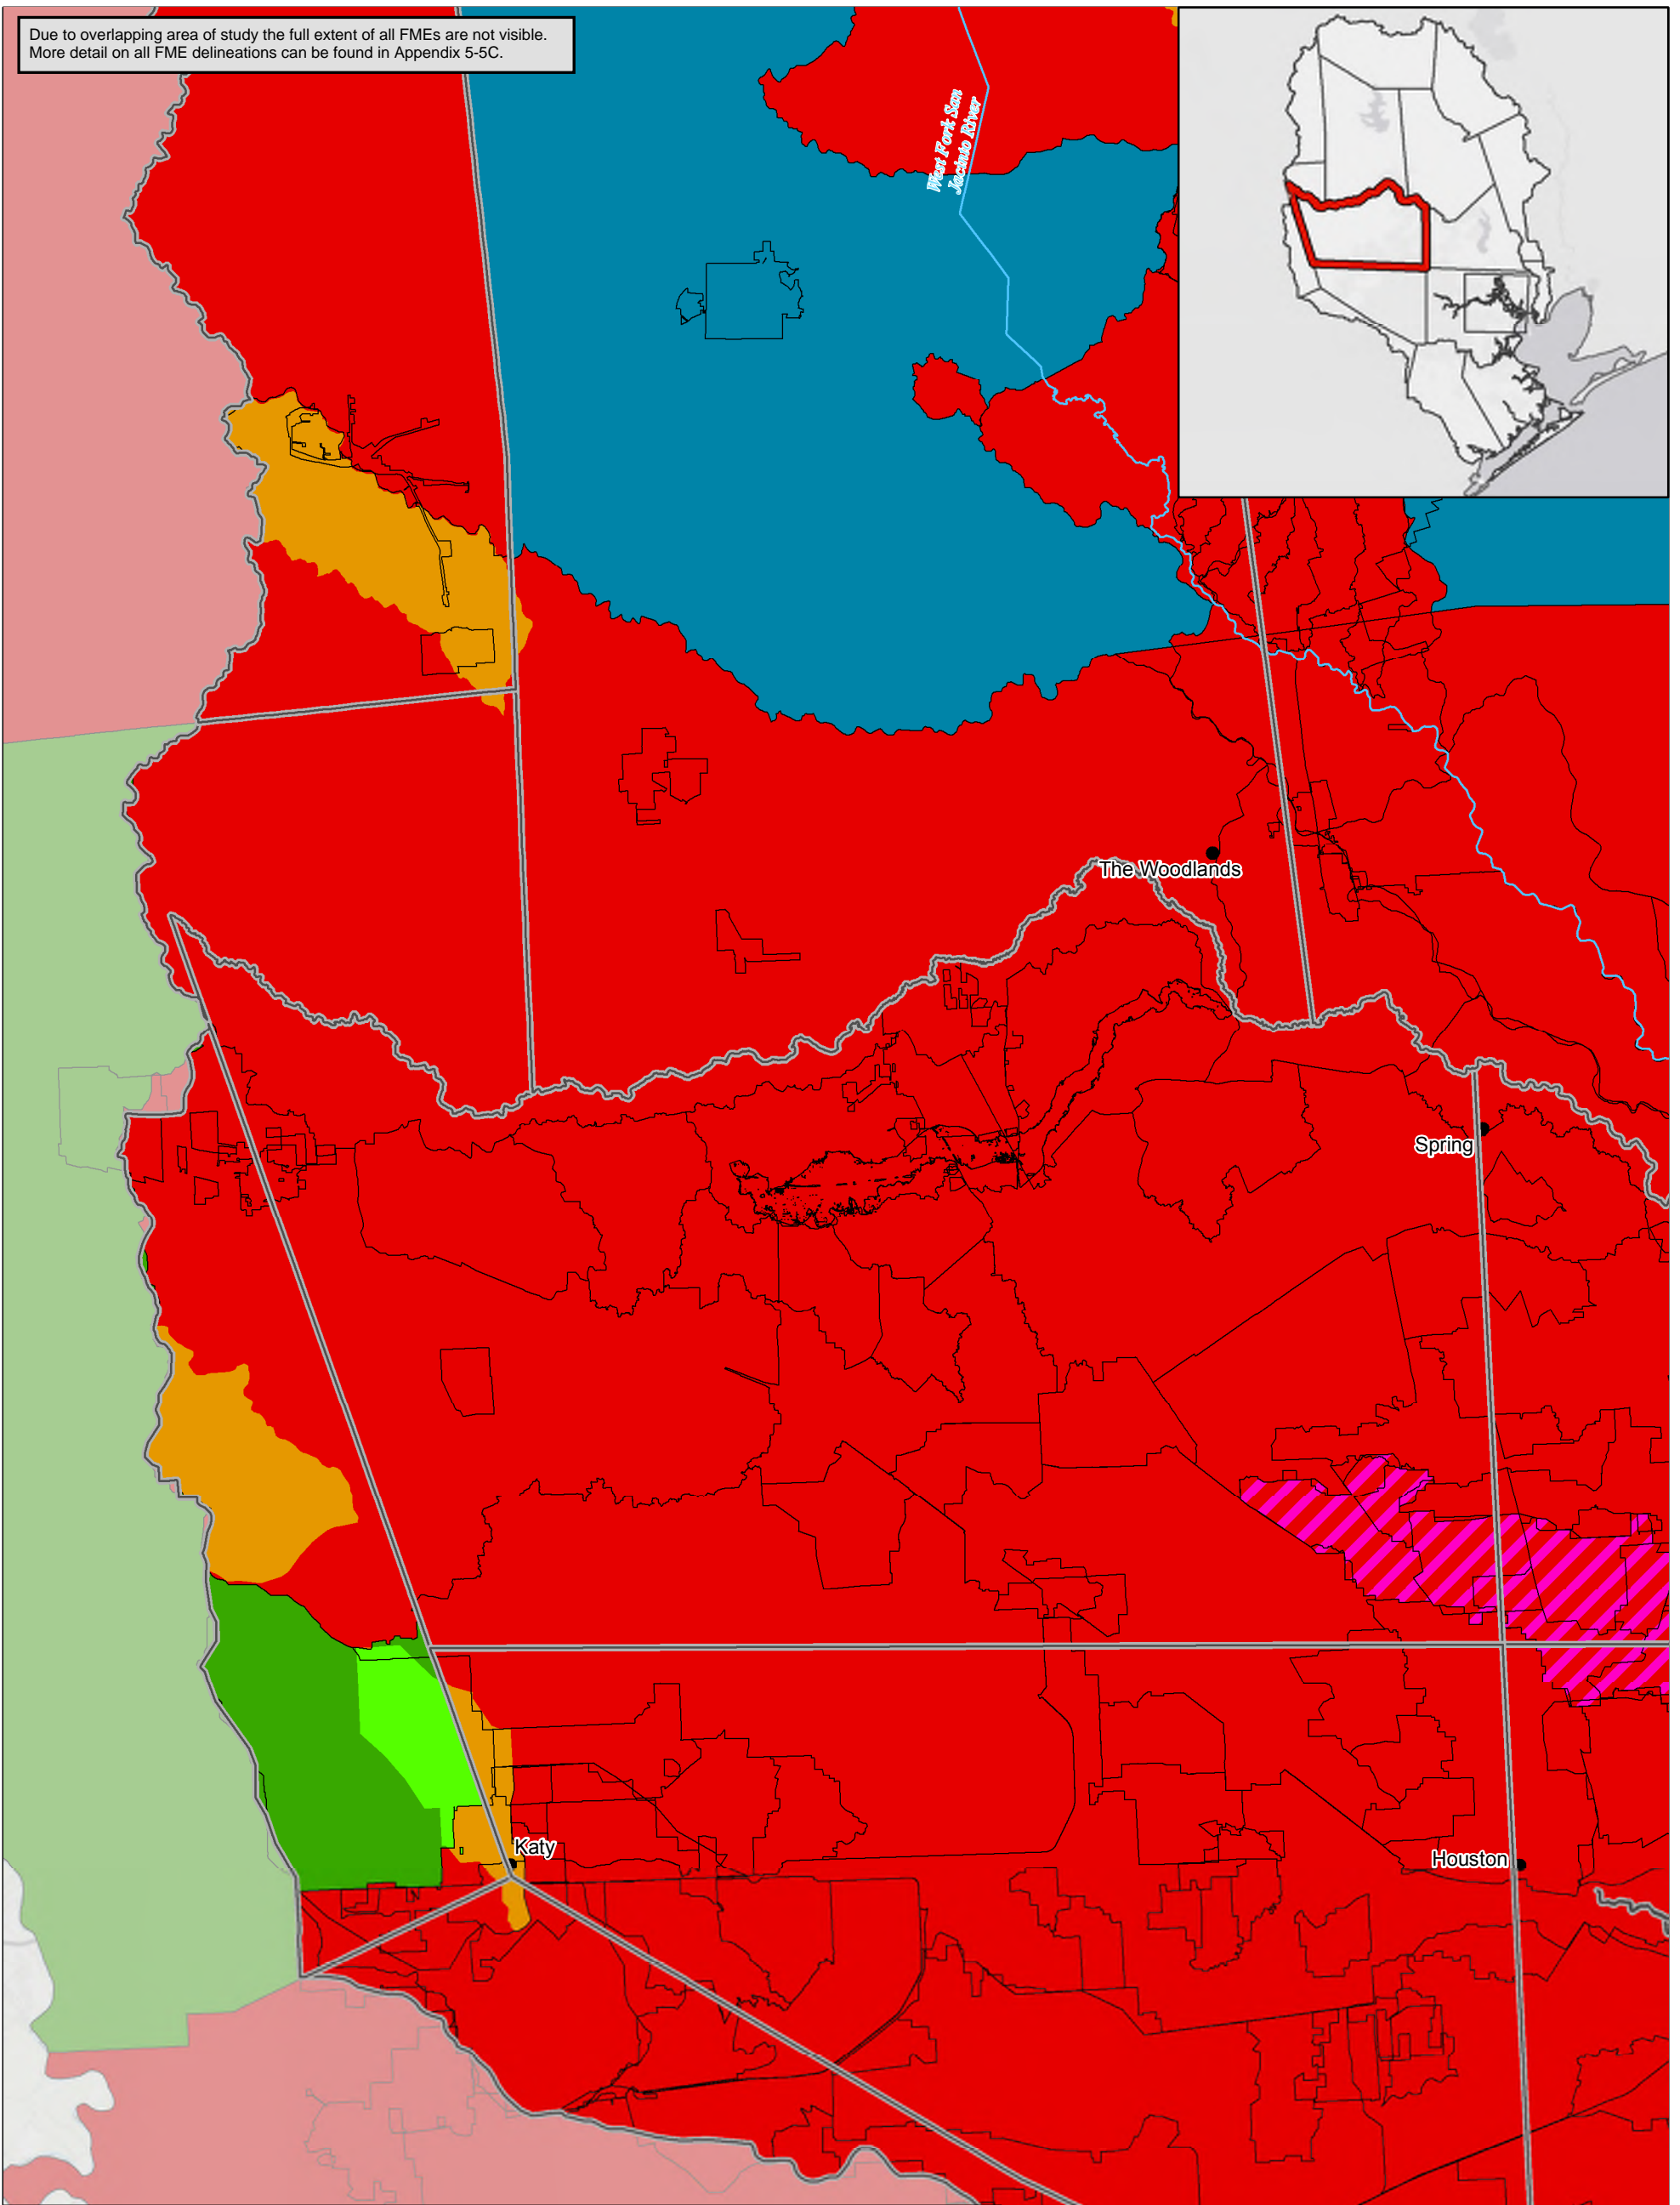 Due to overlapping area of study the full extent of all FMEs are not visible.
More detail on all FME delineations can be found in Appendix 5-5C.
West Fork San
Jacinto River
The Woodlands
Spring
Katy
Houston